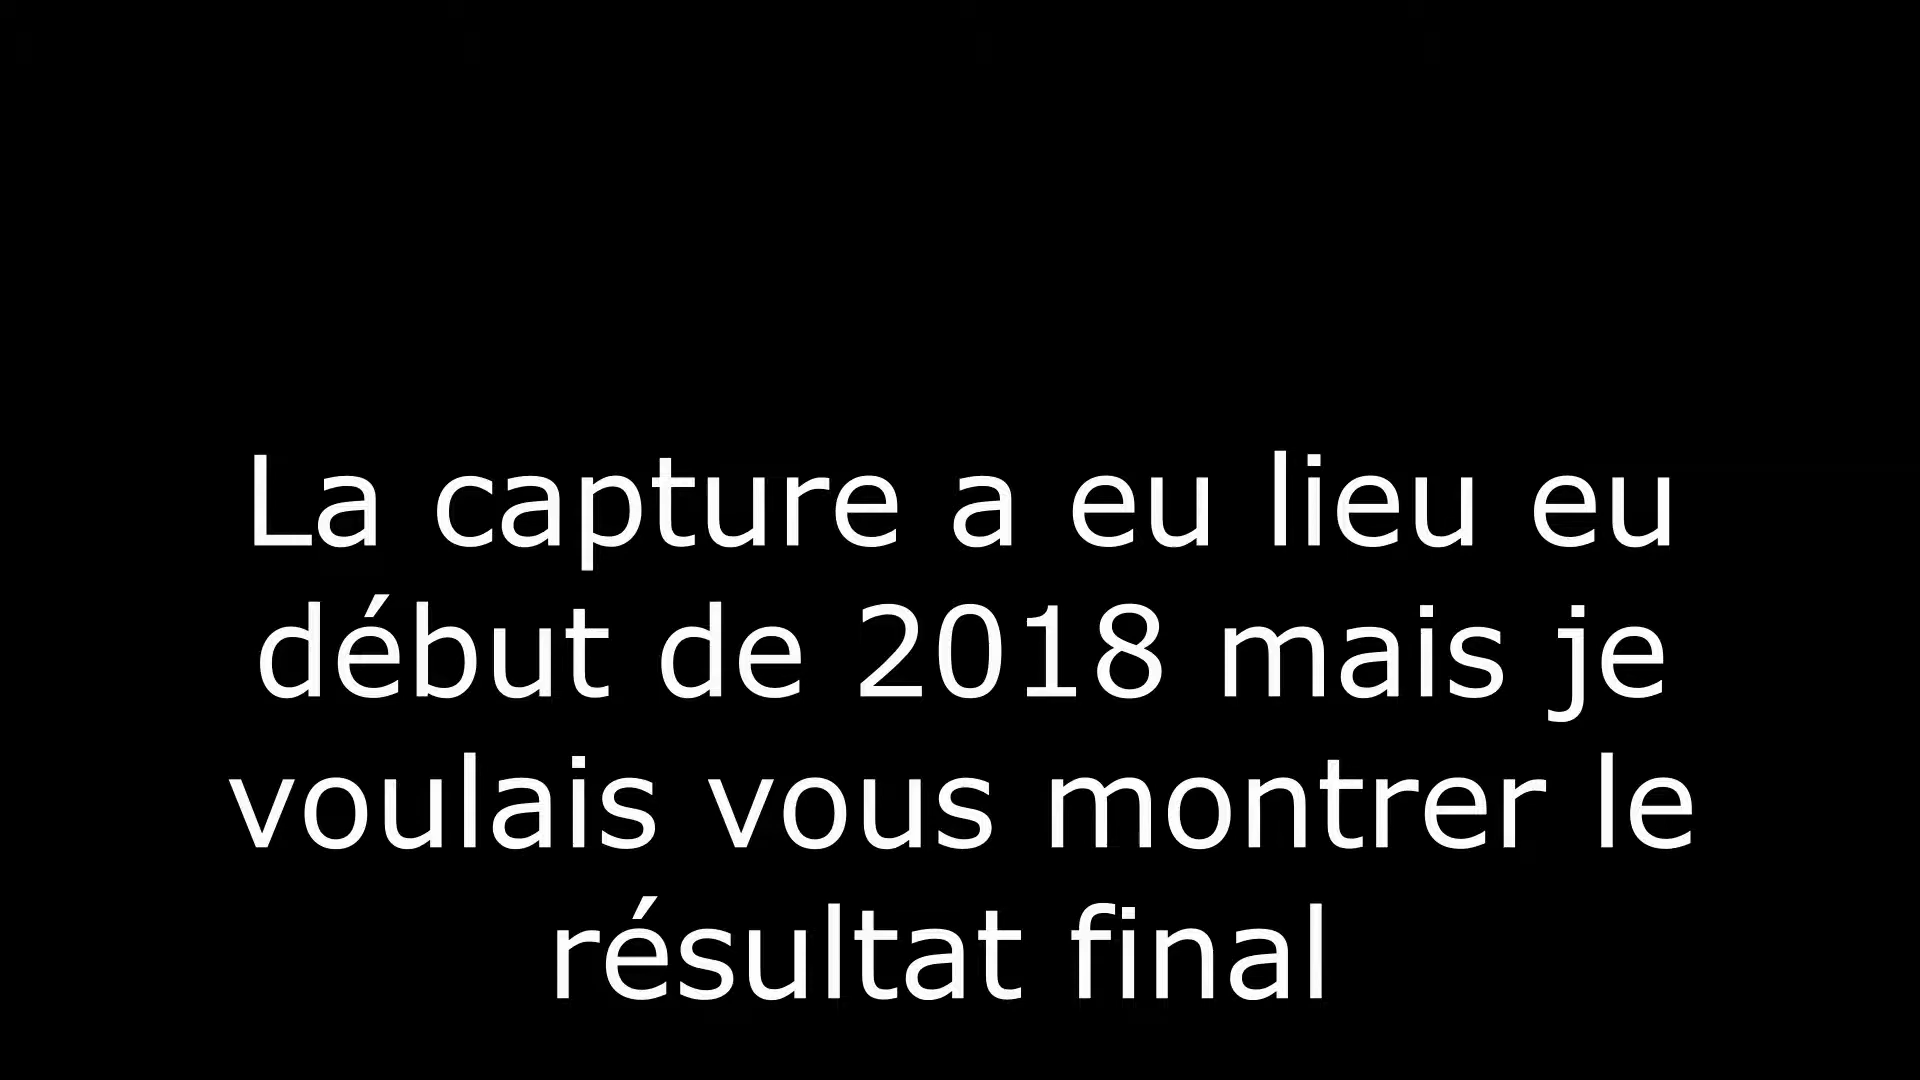 La capture a eu lieu eu
début de 2018 mais je
voulais vous montrer le
résultat final